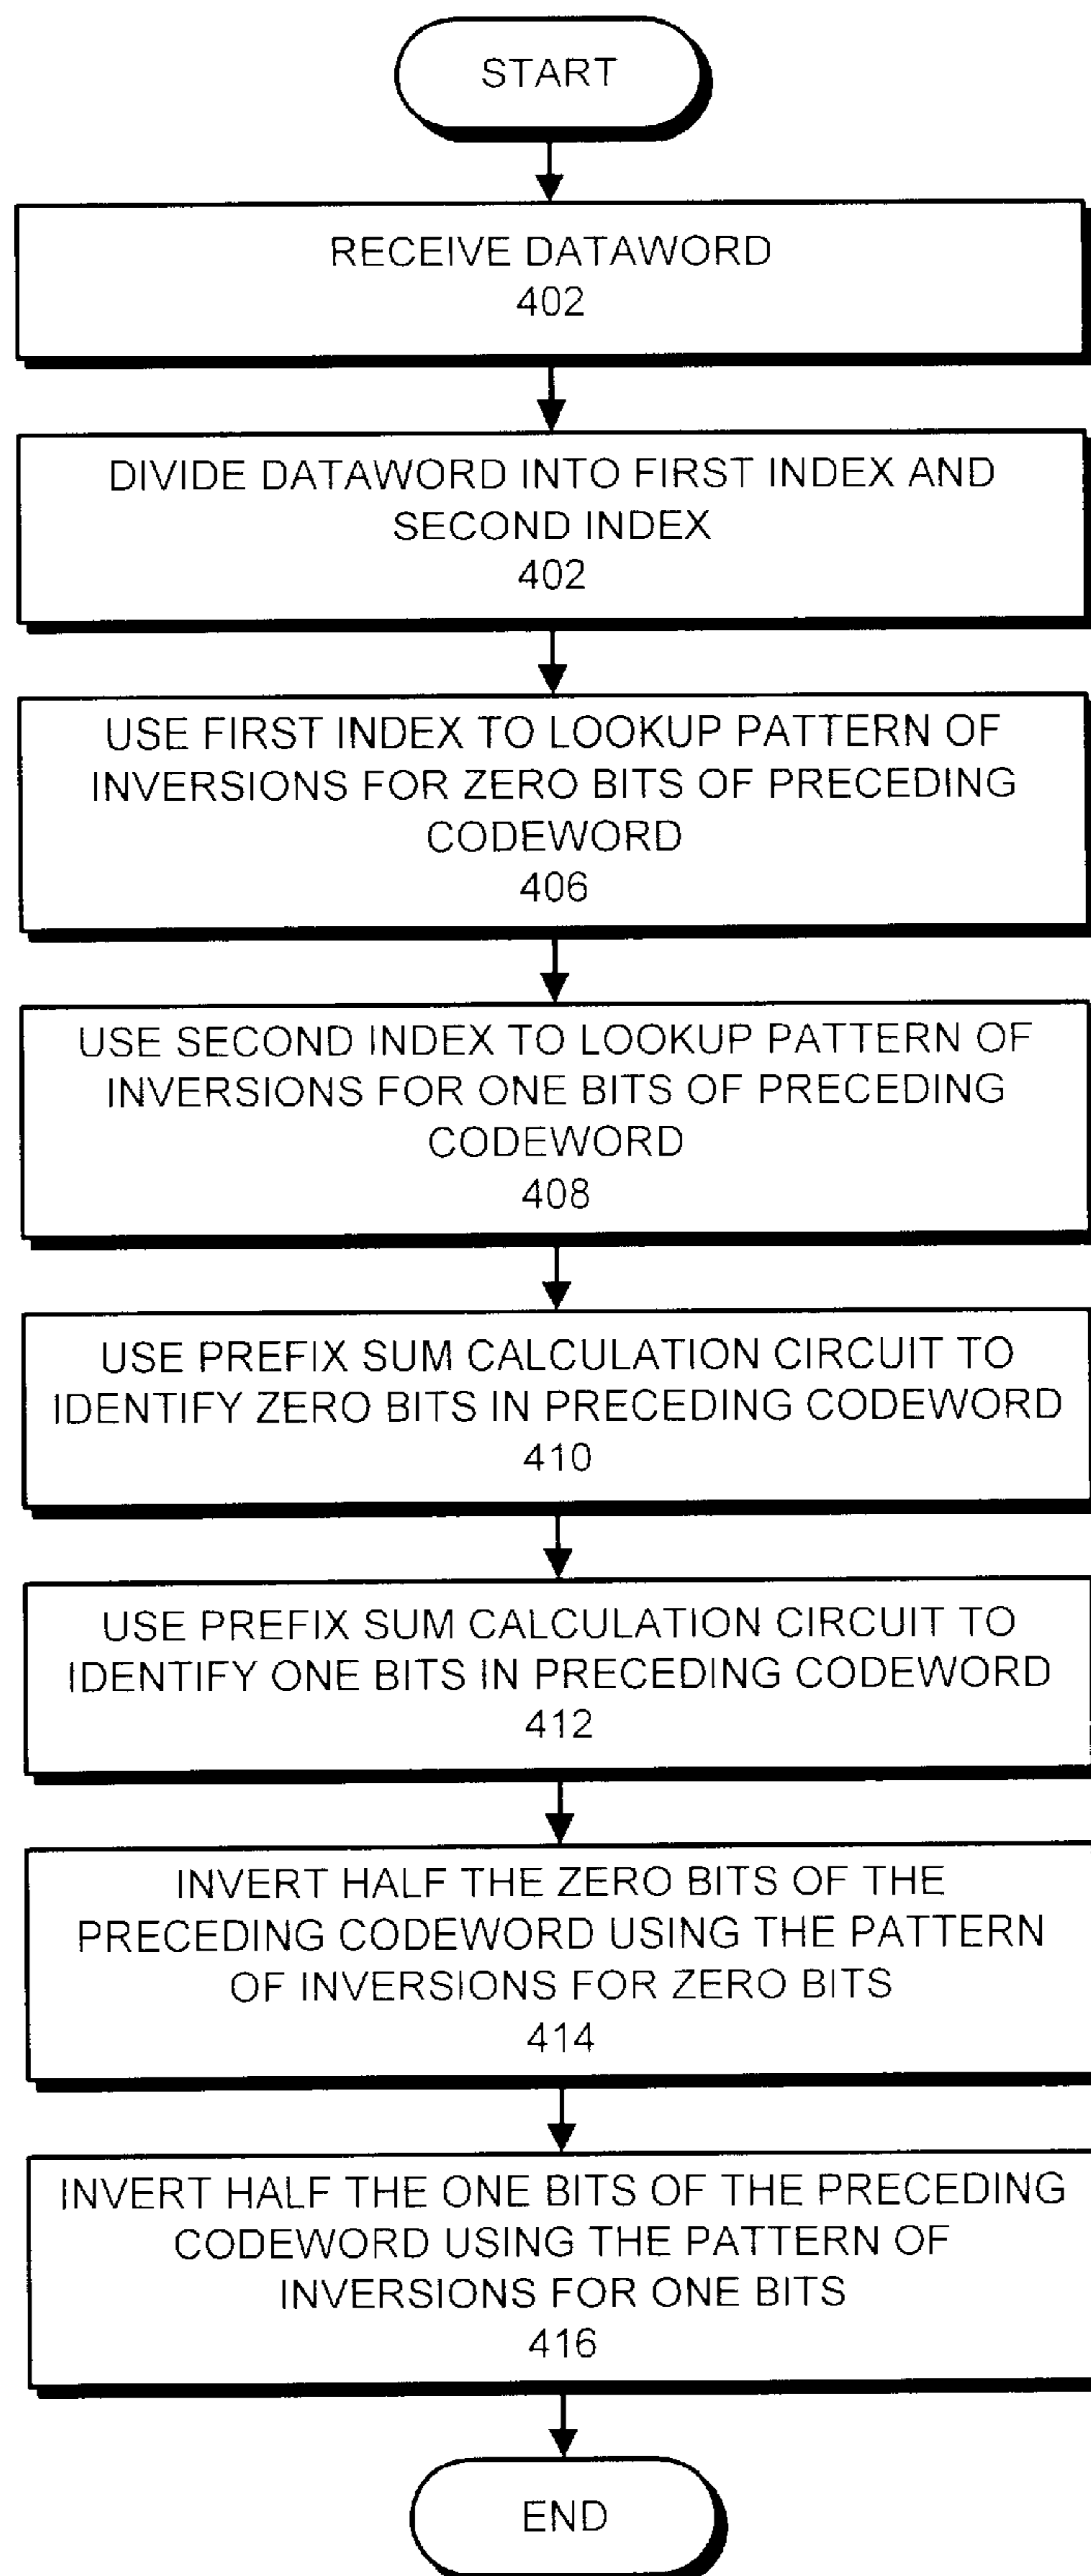 START
RECEIVE DATAWORD
402
DIVIDE DATAWORD INTO FIRST INDEX AND
SECOND INDEX
402
USE FIRST INDEX TO LOOKUP PATTERN OF
INVERSIONS FOR ZERO BITS OF PRECEDING
CODEWORD
406
USE SECOND INDEX TO LOOKUP PATTERN OF
INVERSIONS FOR ONE BITS OF PRECEDING
CODEWORD
408
USE PREFIX SUM CALCULATION CIRCUIT TO
IDENTIFY ZERO BITS IN PRECEDING CODEWORD
410
USE PREFIX SUM CALCULATION CIRCUIT TO
IDENTIFY ONE BITS IN PRECEDING CODEWORD
412
INVERT HALF THE ZERO BITS OF THE
PRECEDING CODEWORD USING THE PATTERN
OF INVERSIONS FOR ZERO BITS
414
INVERT HALF THE ONE BITS OF THE PRECEDING
CODEWORD USING THE PATTERN OF
INVERSIONS FOR ONE BITS
416
END